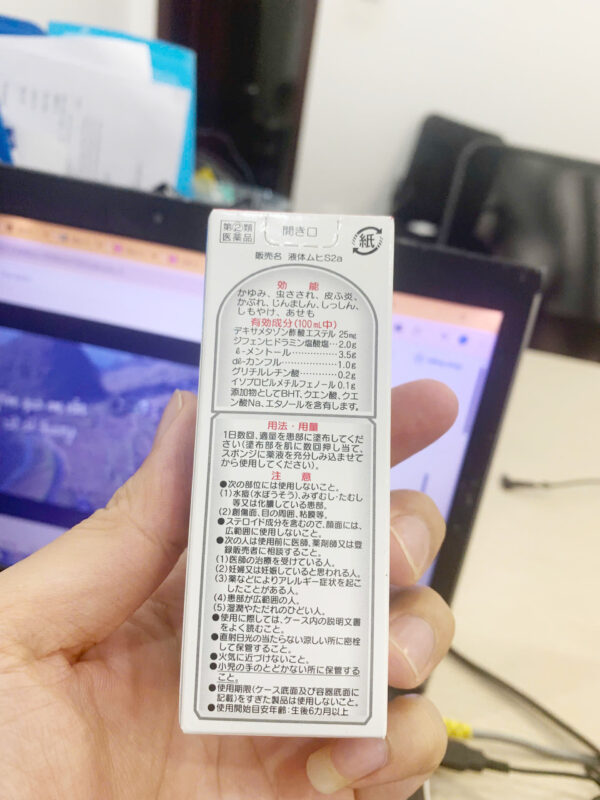 指定②類
医薬品
開き口
紙
販売名 液体ムヒS2a
効能
かゆみ、虫さされ、皮ふ炎、
かぶれ、じんましん、しっしん、
しもやけ、あせも
有効成分(100mL中)
デキサメタゾン酢酸エステル 25mg
ジフェンヒドラミン塩酸塩…2.0g
ℓ-メントール…………3.5g
dℓ-カンフル…………1.0g
グリチルレチン酸…………0.2g
イソプロピルメチルフェノール 0.1g
添加物としてBHT、クエン酸、クエ
ン酸Na、エタノールを含有します。
用法・用量
1日数回、適量を患部に塗布してくだ
さい(塗布部を肌に数回押し当て、
スポンジに薬液を充分しみ込ませて
から使用してください)。
注意
●次の部位には使用しないこと。
(1)水痘(水ぼうそう)、みずむし・たむし
等又は化膿している患部。
(2)創傷面、目の周囲、粘膜等。
●ステロイド成分を含むので、顔面には、
広範囲に使用しないこと。
●次の人は使用前に医師、薬剤師又は登
録販売者に相談すること。
(1)医師の治療を受けている人。
(2)妊婦又は妊娠していると思われる人。
(3)薬などによりアレルギー症状を起こ
したことがある人。
(4)患部が広範囲の人。
(5)湿潤やただれのひどい人。
●使用に際しては、ケース内の説明文書
をよく読むこと。
●直射日光の当たらない涼しい所に密栓
して保管すること。
●火気に近づけないこと。
●小児の手のとどかない所に保管する
こと。
●使用期限(ケース底面及び容器底面に
記載)をすぎた製品は使用しないこと。
●使用開始目安年齢:生後6カ月以上